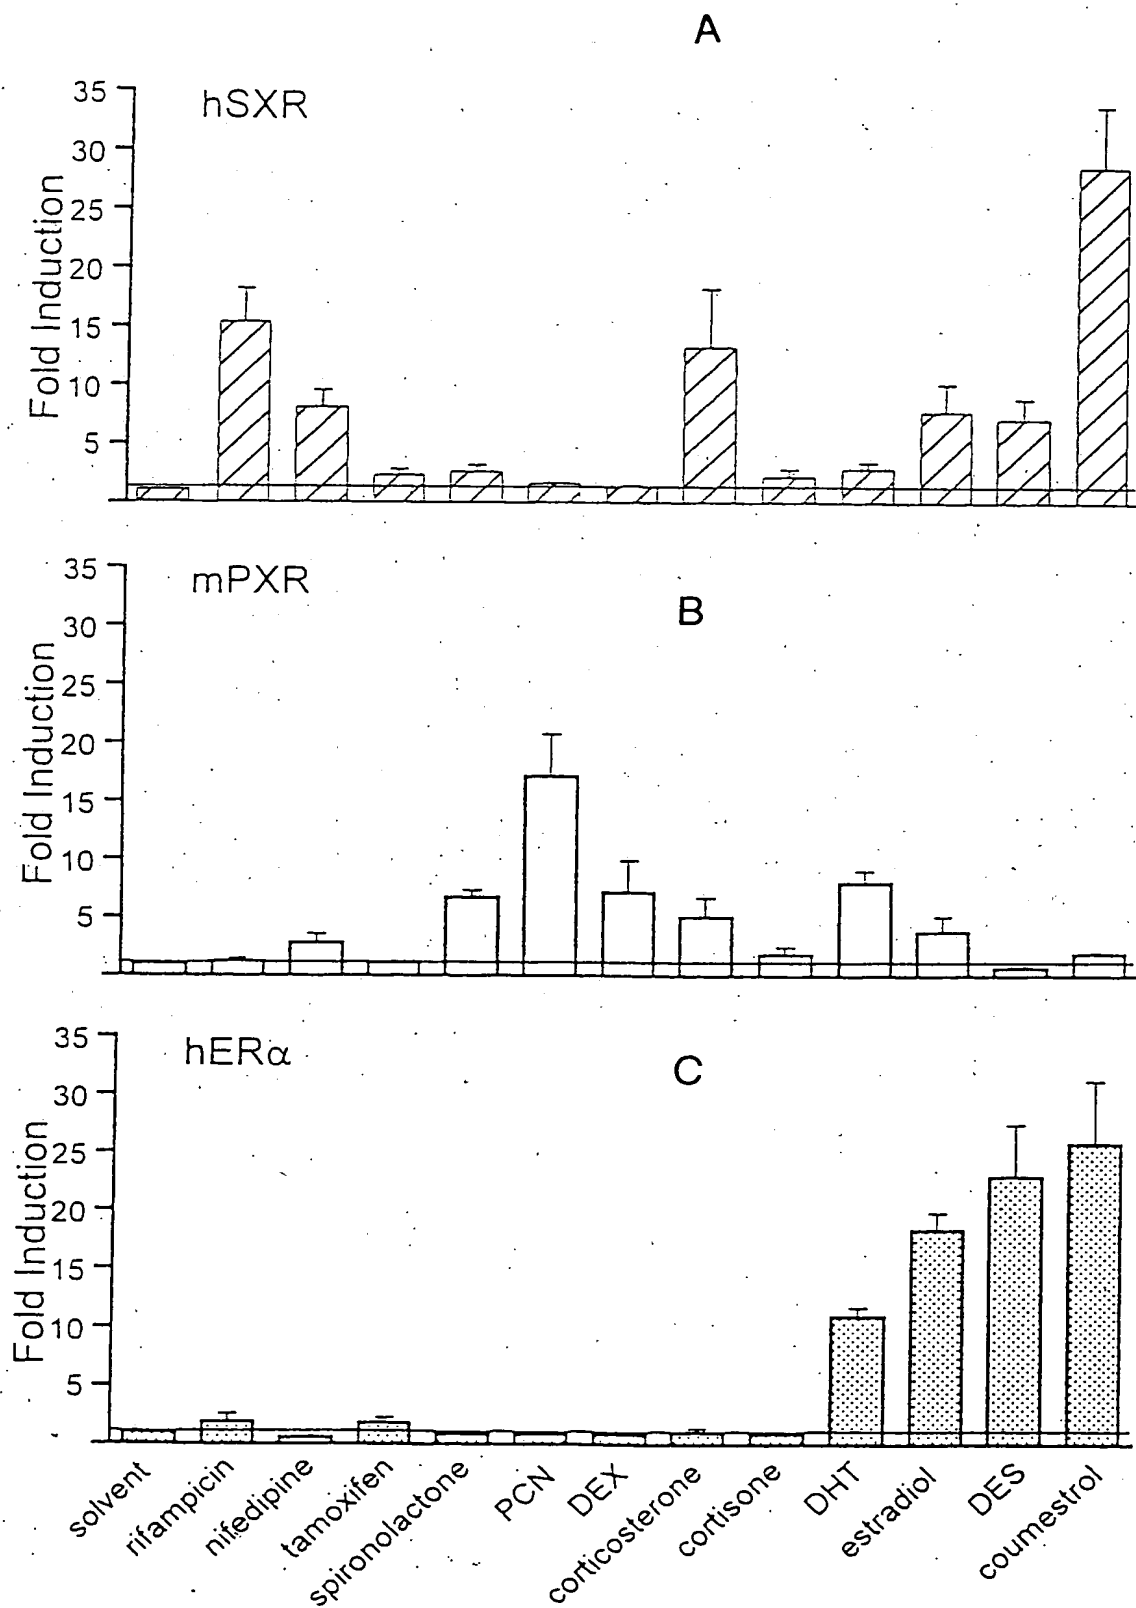 A
hSXR
35
30
25
20
15
10
5
Fold Induction
mPXR
B
35
30
25
20
15
10
5
Fold Induction
hERα
C
35
30
25
20
15
10
5
Fold Induction
solvent
rifampicin
nifedipine
tamoxifen
spironolactone
PCN
DEX
corticosterone
cortisone
DHT
estradiol
DES
coumestrol